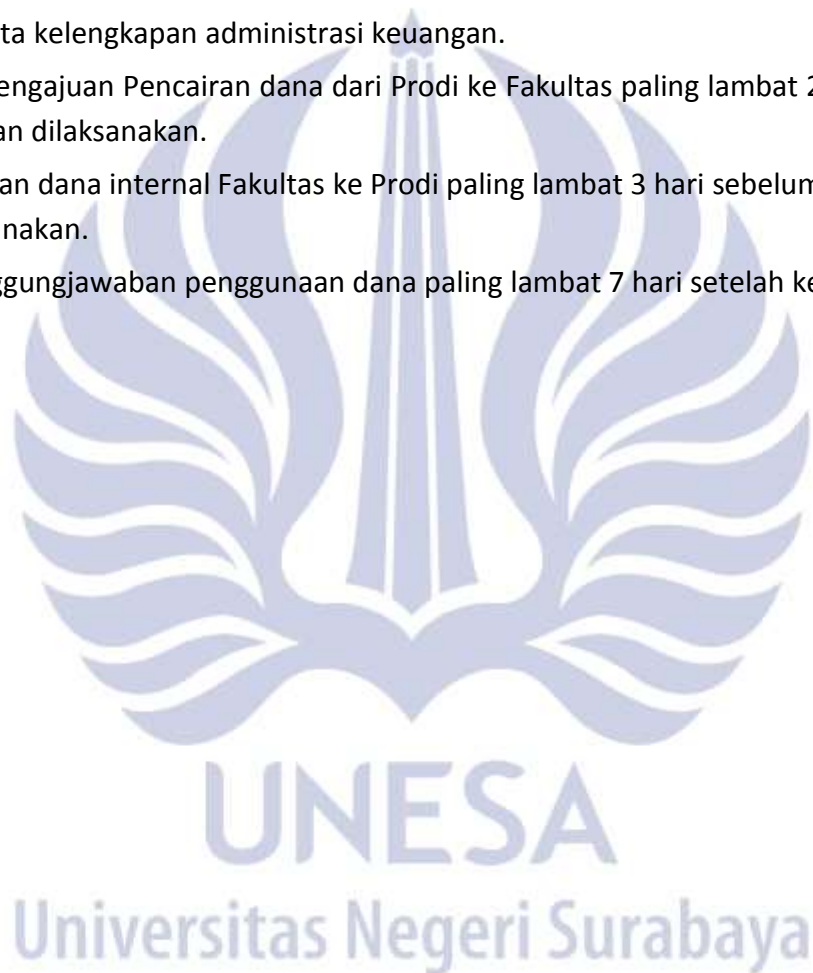 ta kelengkapan administrasi keuangan.
engajuan Pencairan dana dari Prodi ke Fakultas paling lambat 2
an dilaksanakan.
an dana internal Fakultas ke Prodi paling lambat 3 hari sebelum
nakan.
ggungjawaban penggunaan dana paling lambat 7 hari setelah ke
UNESA
Universitas Negeri Surabaya